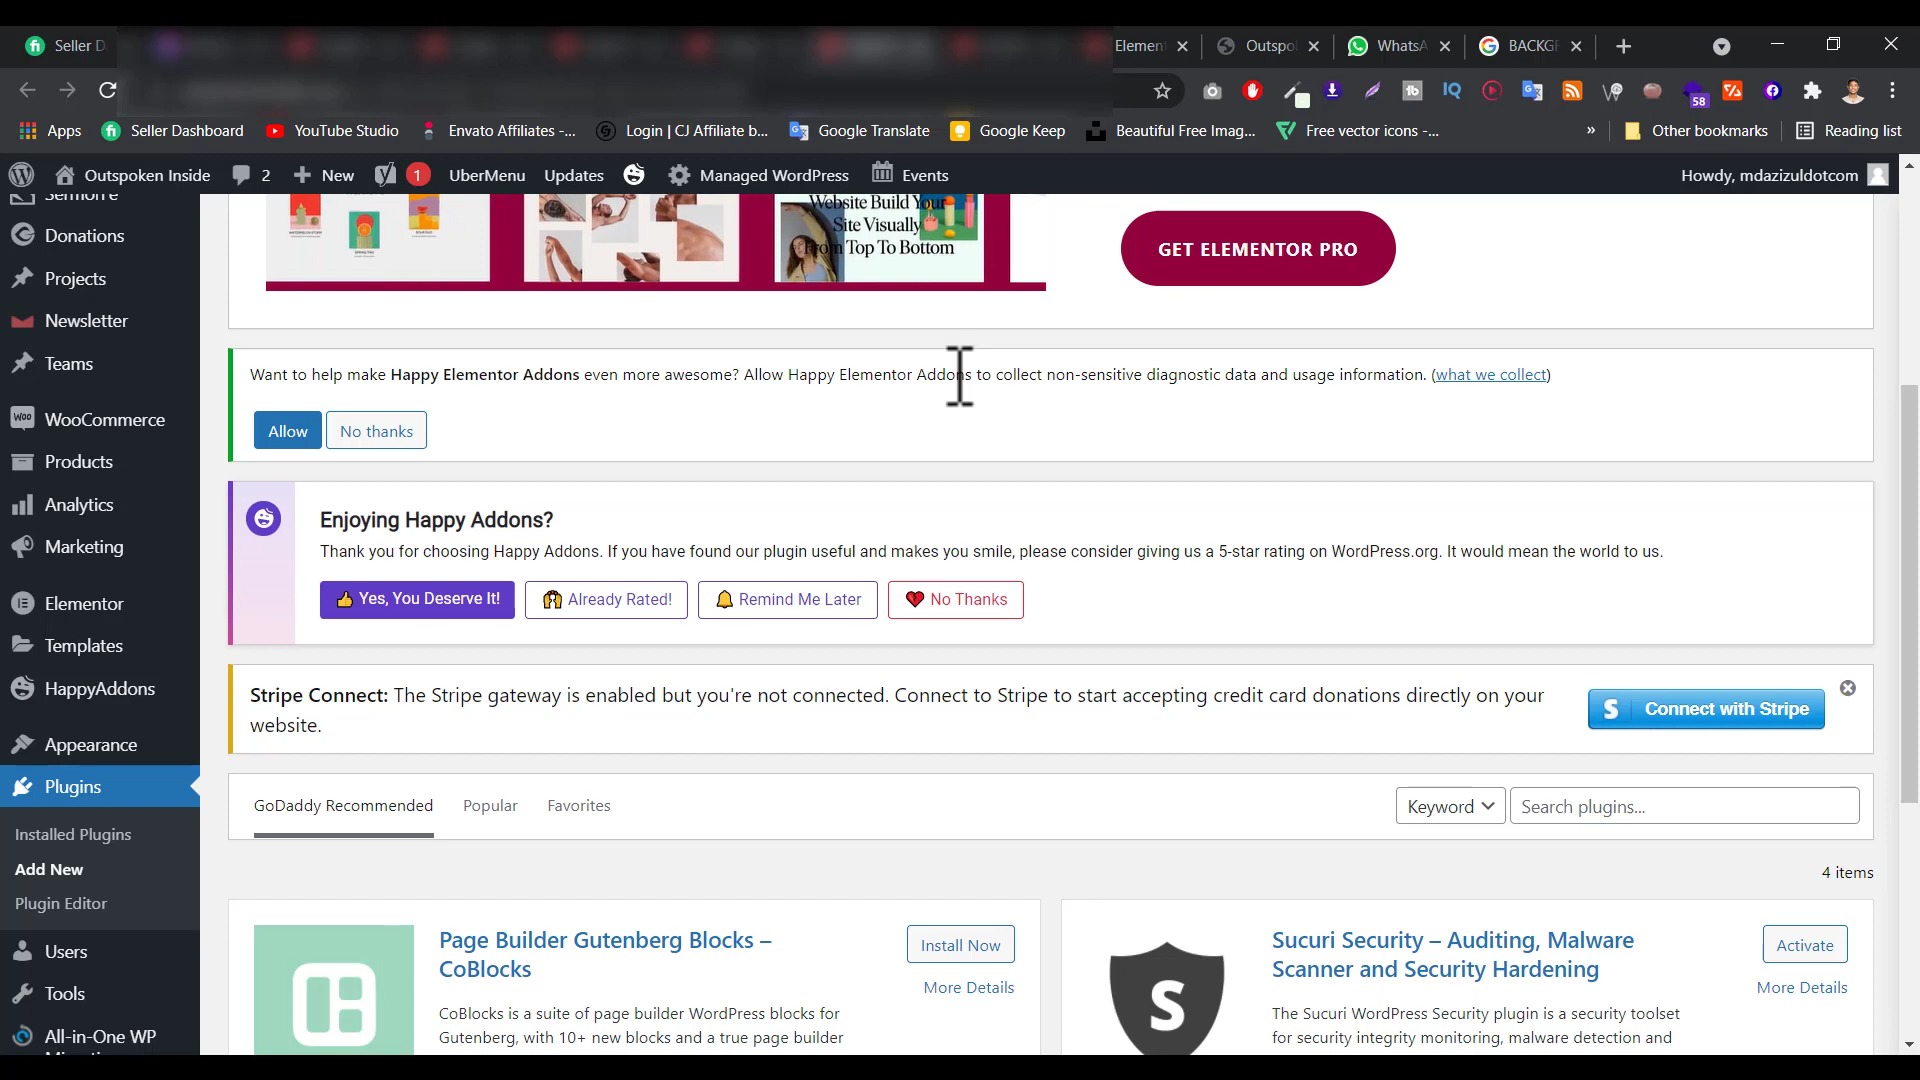 Seller D
Element
Outspo
WhatsA
BACKGF
58
Apps
Seller Dashboard
YouTube Studio
Envato Affiliates -...
Login | CJ Affiliate b...
Google Translate
Google Keep
Beautiful Free Imag...
Free vector icons -...
»
Other bookmarks
Reading list
Outspoken Inside
2
New
1
UberMenu
Updates
Managed WordPress
Events
Howdy, mdazizuldotcom
Website Build Your
Site Visually
From Top To Bottom
GET ELEMENTOR PRO
Donations
Projects
Newsletter
Teams
WooCommerce
Products
Analytics
Marketing
Elementor
Templates
HappyAddons
Appearance
Plugins
Installed Plugins
Add New
Plugin Editor
Users
Tools
All-in-One WP
Want to help make Happy Elementor Addons even more awesome? Allow Happy Elementor Addons to collect non-sensitive diagnostic data and usage information. (what we collect)
Allow
No thanks
Enjoying Happy Addons?
Thank you for choosing Happy Addons. If you have found our plugin useful and makes you smile, please consider giving us a 5-star rating on WordPress.org. It would mean the world to us.
Yes, You Deserve It!
Already Rated!
Remind Me Later
No Thanks
Stripe Connect: The Stripe gateway is enabled but you're not connected. Connect to Stripe to start accepting credit card donations directly on your
website.
S
Connect with Stripe
GoDaddy Recommended
Popular
Favorites
Keyword
Search plugins...
4 items
Page Builder Gutenberg Blocks –
CoBlocks
Install Now
More Details
CoBlocks is a suite of page builder WordPress blocks for
Gutenberg, with 10+ new blocks and a true page builder
S
Sucuri Security – Auditing, Malware
Scanner and Security Hardening
Activate
More Details
The Sucuri WordPress Security plugin is a security toolset
for security integrity monitoring, malware detection and